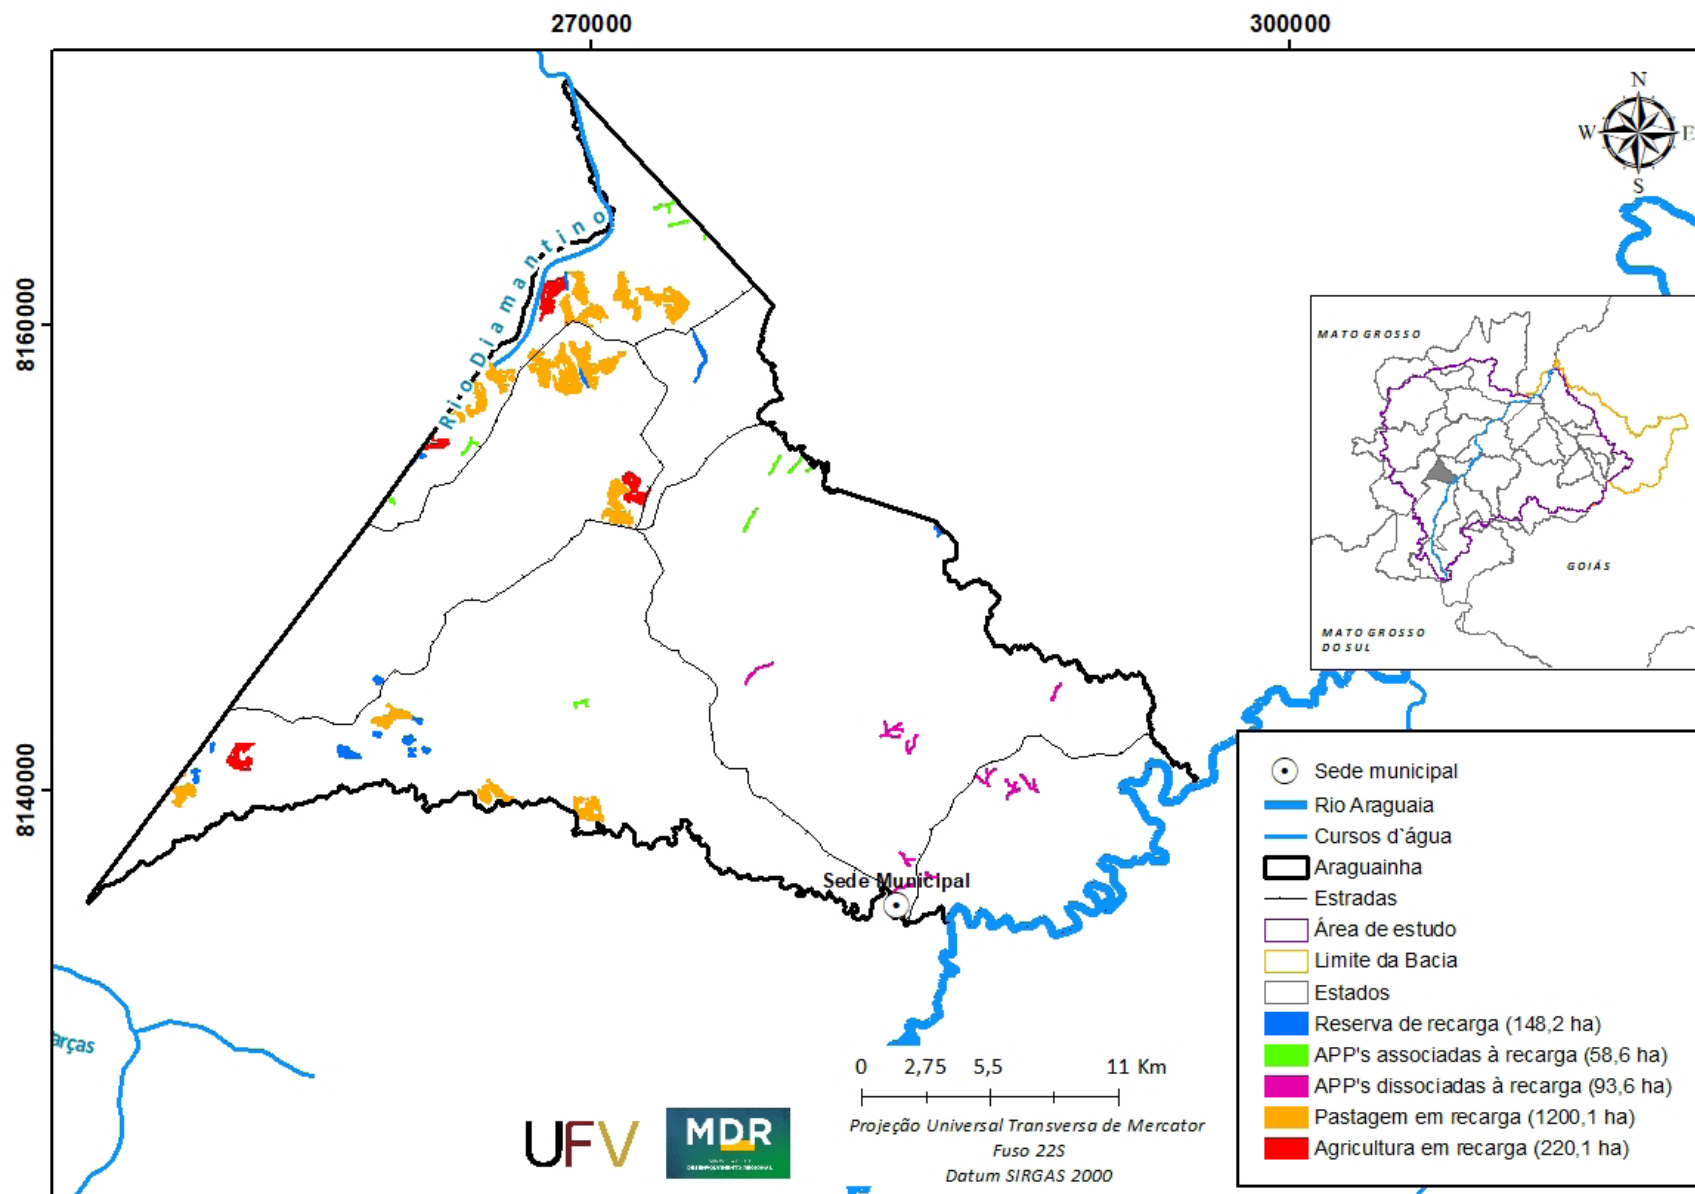 270000
300000
N
W
E
S
8160000
8140000
Rio Diamantino
MATO GROSSO
GOIÁS
MATO GROSSO
DO SUL
Sede Municipal
arças
Sede municipal
Rio Araguaia
Cursos d`água
Araguainha
Estradas
Área de estudo
Limite da Bacia
Estados
Reserva de recarga (148,2 ha)
APP's associadas à recarga (58,6 ha)
APP's dissociadas à recarga (93,6 ha)
Pastagem em recarga (1200,1 ha)
Agricultura em recarga (220,1 ha)
0 2,75 5,5 11 Km
Projeção Universal Transversa de Mercator
Fuso 22S
Datum SIRGAS 2000
UFV
MDR
DESENVOLVIMENTO REGIONAL